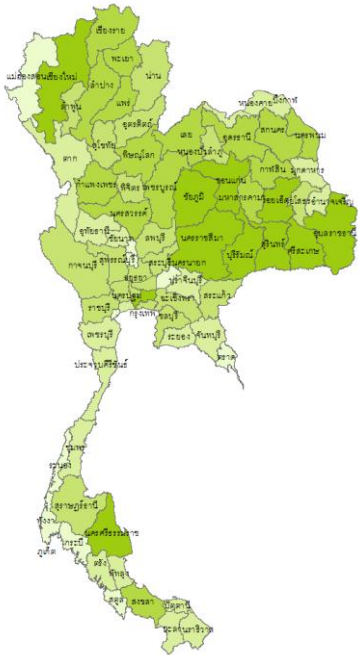 เชียงราย
พะเยา
แม่ฮ่องสอน
เชียงใหม่
น่าน
ลำปาง
ลำพูน
แพร่
อุตรดิตถ์
สุโขทัย
ตาก
พิษณุโลก
กำแพงเพชร
พิจิตร
เพชรบูรณ์
นครสวรรค์
อุทัยธานี
ชัยนาท
ลพบุรี
บึงกาฬ
หนองคาย
เลย
อุดรธานี
สกลนคร
นครพนม
หนองบัวลำภู
กาฬสินธุ์
มุกดาหาร
ขอนแก่น
ชัยภูมิ
มหาสารคาม
ร้อยเอ็ด
ยโสธร
อำนาจเจริญ
อุบลราชธานี
นครราชสีมา
บุรีรัมย์
สุรินทร์
ศรีสะเกษ
กาญจนบุรี
สุพรรณบุรี
สระบุรี
นครนายก
อยุธยา
ปราจีนบุรี
นครปฐม
ฉะเชิงเทรา
สระแก้ว
ราชบุรี
กรุงเทพฯ
ชลบุรี
เพชรบุรี
ระยอง
จันทบุรี
ตราด
ประจวบคีรีขันธ์
ชุมพร
ระนอง
สุราษฎร์ธานี
พังงา
นครศรีธรรมราช
ภูเก็ต
กระบี่
ตรัง
พัทลุง
สตูล
สงขลา
ปัตตานี
ยะลา
นราธิวาส